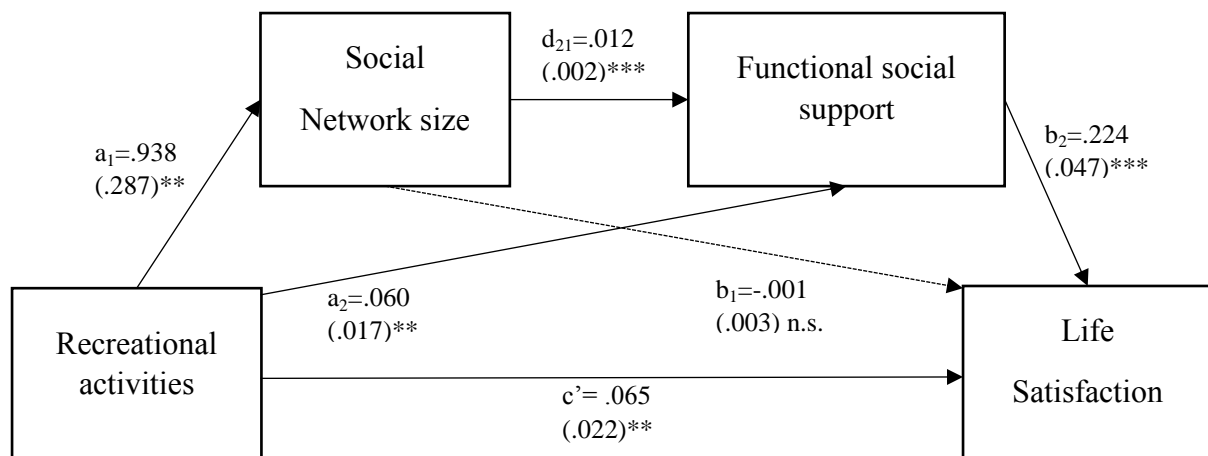 Social
Network size
d₂₁=.012
(.002)***
Functional social
support
a₁=.938
(.287)**
b₂=.224
(.047)***
a₂=.060
(.017)**
b₁=-.001
(.003) n.s.
Recreational
activities
Life
Satisfaction
c’= .065
(.022)**